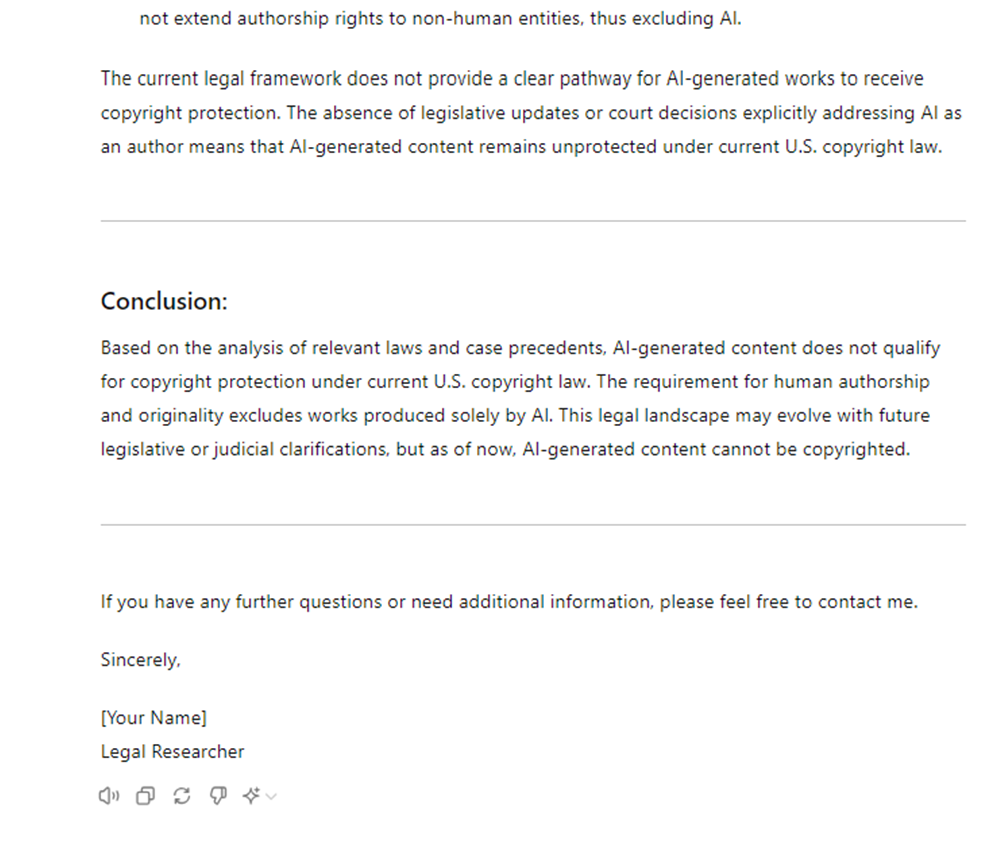 not extend authorship rights to non-human entities, thus excluding AI.
The current legal framework does not provide a clear pathway for AI-generated works to receive
copyright protection. The absence of legislative updates or court decisions explicitly addressing AI as
an author means that AI-generated content remains unprotected under current U.S. copyright law.
Conclusion:
Based on the analysis of relevant laws and case precedents, AI-generated content does not qualify
for copyright protection under current U.S. copyright law. The requirement for human authorship
and originality excludes works produced solely by AI. This legal landscape may evolve with future
legislative or judicial clarifications, but as of now, AI-generated content cannot be copyrighted.
If you have any further questions or need additional information, please feel free to contact me.
Sincerely,
[Your Name]
Legal Researcher